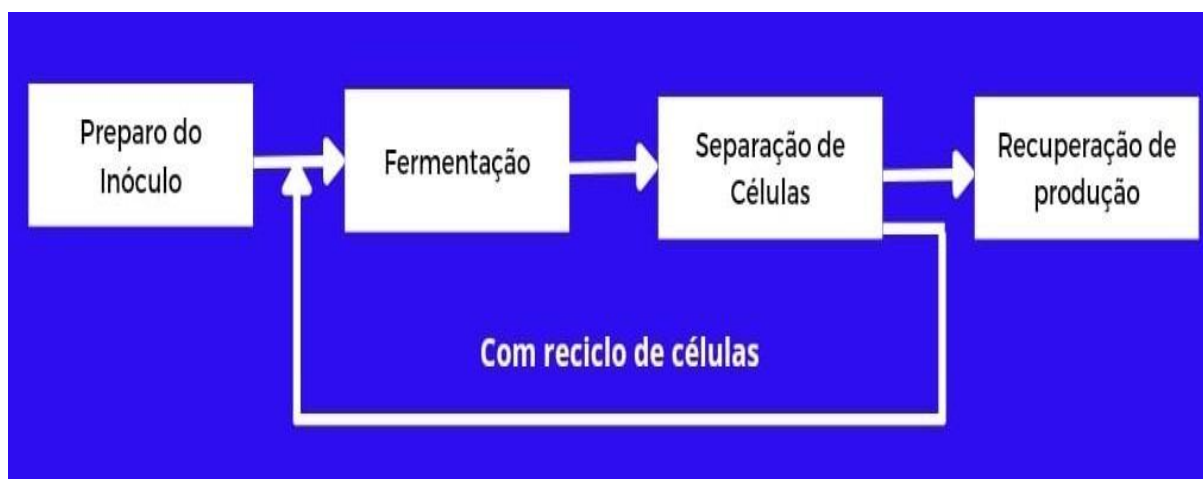 Preparo do
Inóculo
Fermentação
Separação de
Células
Recuperação de
produção
Com reciclo de células